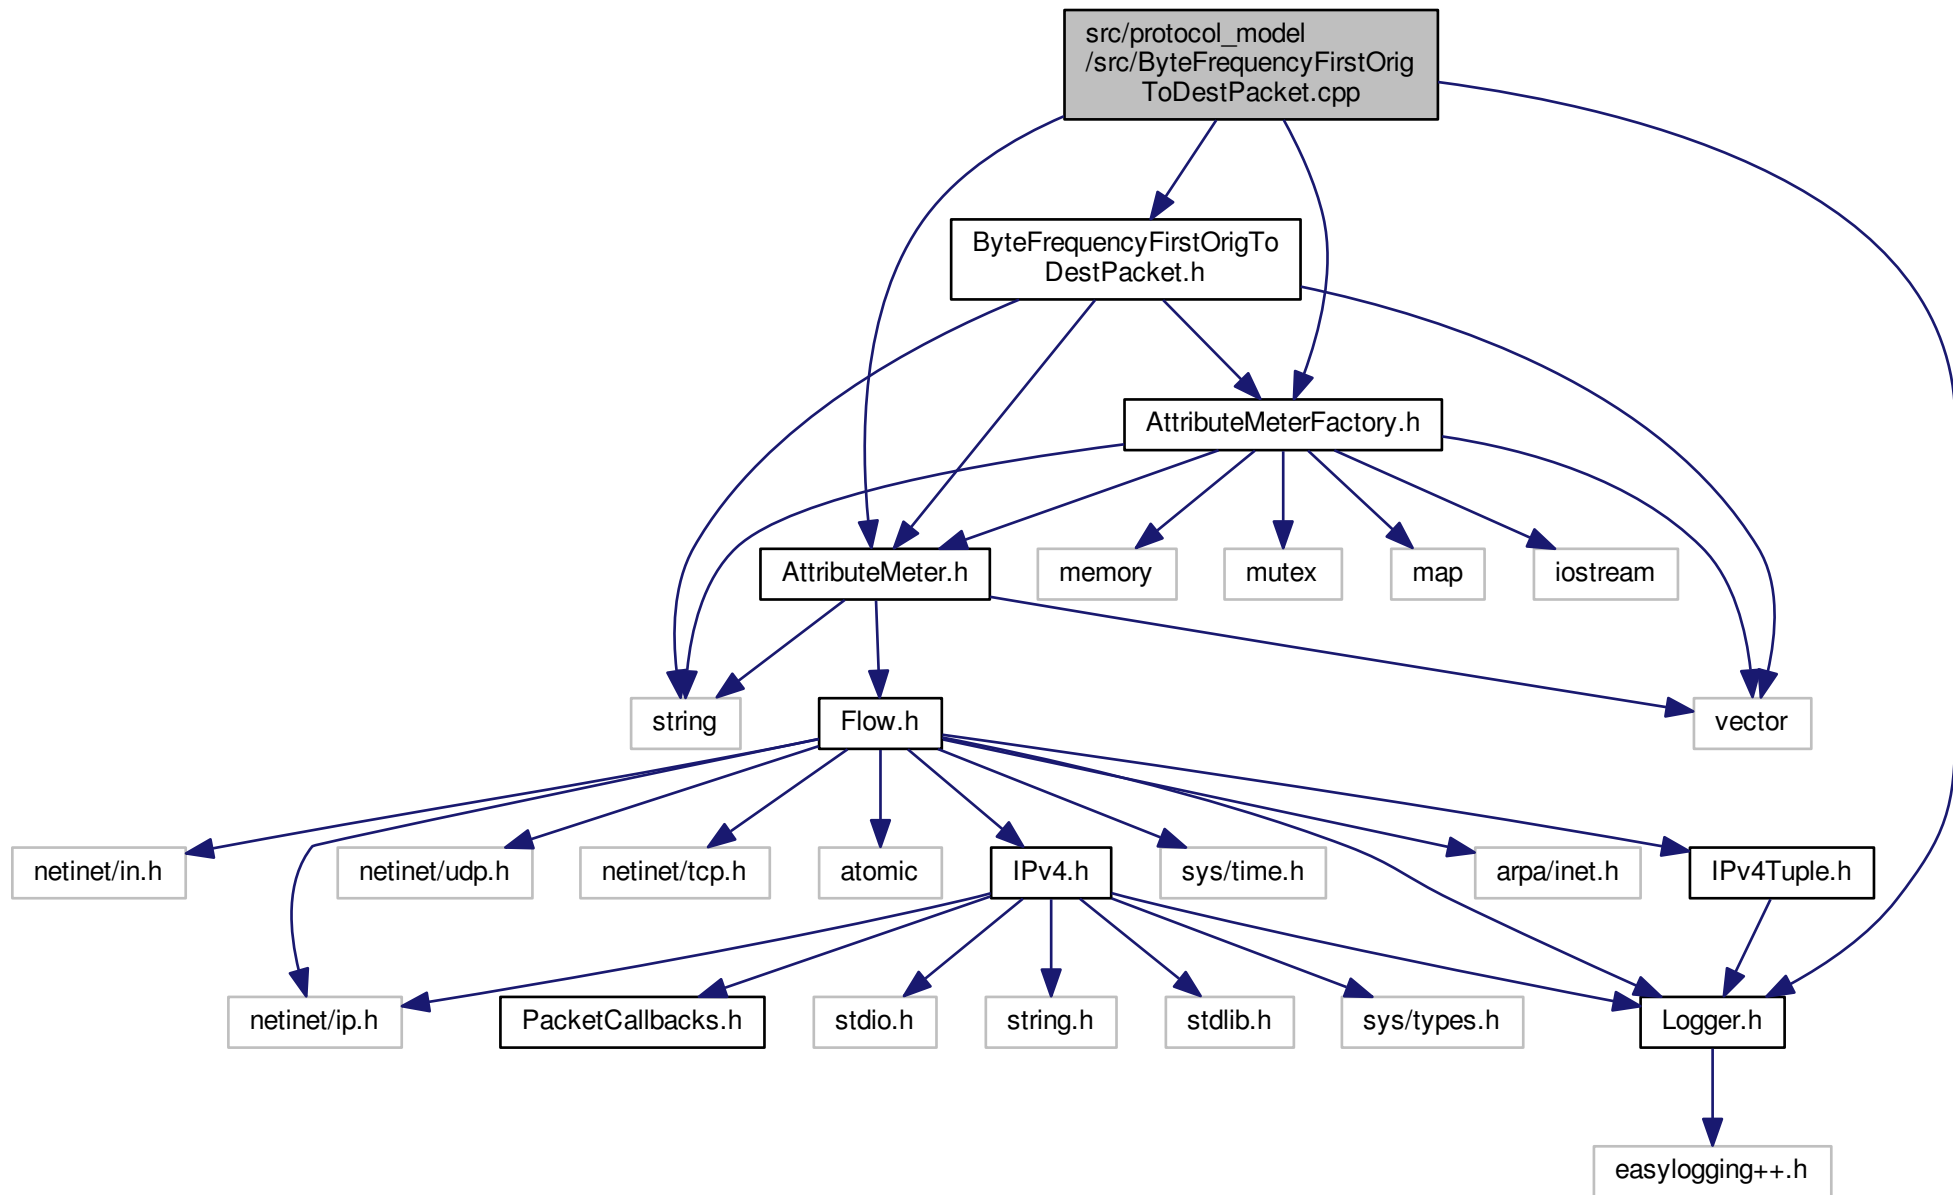 src/protocol_model
/src/ByteFrequencyFirstOrig
ToDestPacket.cpp
ByteFrequencyFirstOrigTo
DestPacket.h
AttributeMeterFactory.h
AttributeMeter.h
memory
mutex
map
iostream
string
Flow.h
vector
netinet/in.h
netinet/udp.h
netinet/tcp.h
atomic
IPv4.h
sys/time.h
arpa/inet.h
IPv4Tuple.h
netinet/ip.h
PacketCallbacks.h
stdio.h
string.h
stdlib.h
sys/types.h
Logger.h
easylogging++.h